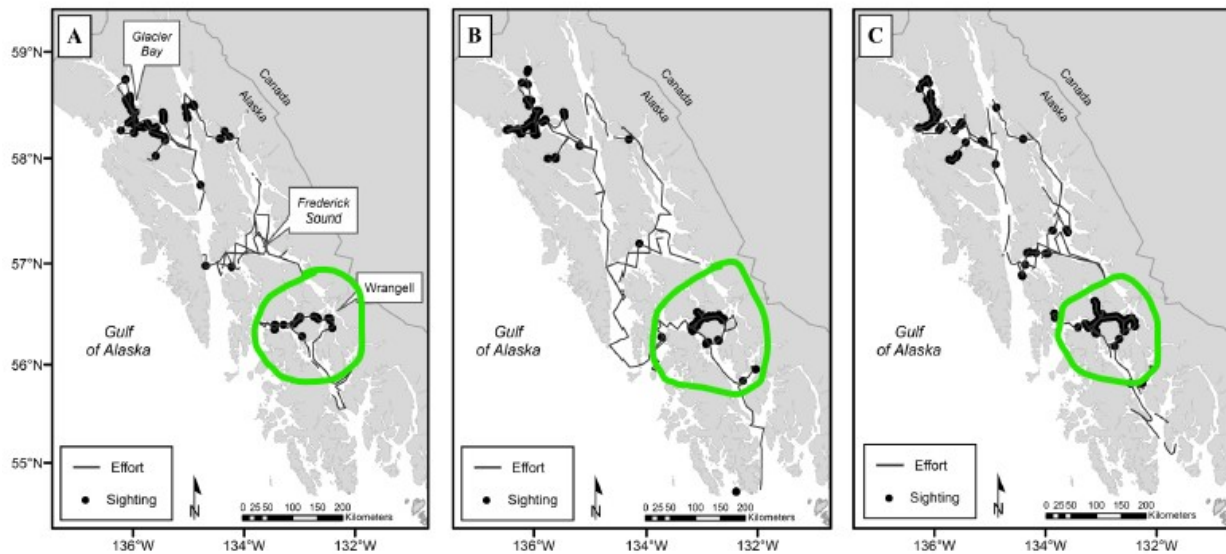 A
Glacier
Bay
Canada
Alaska
59°N
58°N
57°N
56°N
55°N
Frederick
Sound
Wrangell
Gulf
of Alaska
Effort
Sighting
N
0 25 50 100 150 200
Kilometers
136°W 134°W 132°W
B
Canada
Alaska
Gulf
of Alaska
Effort
Sighting
N
0 25 50 100 150 200
Kilometers
136°W 134°W 132°W
C
Canada
Alaska
Gulf
of Alaska
Effort
Sighting
N
0 25 50 100 150 200
Kilometers
136°W 134°W 132°W